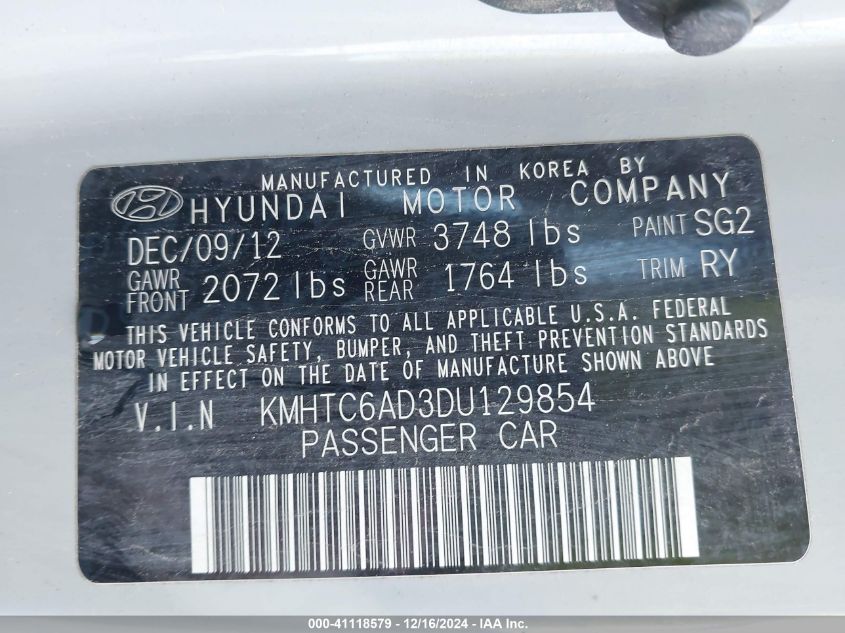 MANUFACTURED IN KOREA BY
HYUNDAI MOTOR COMPANY
DEC/09/12 GVWR 3748 lbs PAINT SG2
GAWR FRONT 2072 lbs GAWR REAR 1764 lbs TRIM RY
THIS VEHICLE CONFORMS TO ALL APPLICABLE U.S.A. FEDERAL
MOTOR VEHICLE SAFETY, BUMPER, AND THEFT PREVENTION STANDARDS
IN EFFECT ON THE DATE OF MANUFACTURE SHOWN ABOVE
V.I.N KMHTC6AD3DU129854
PASSENGER CAR
000-41118579 - 12/16/2024 - IAA Inc.